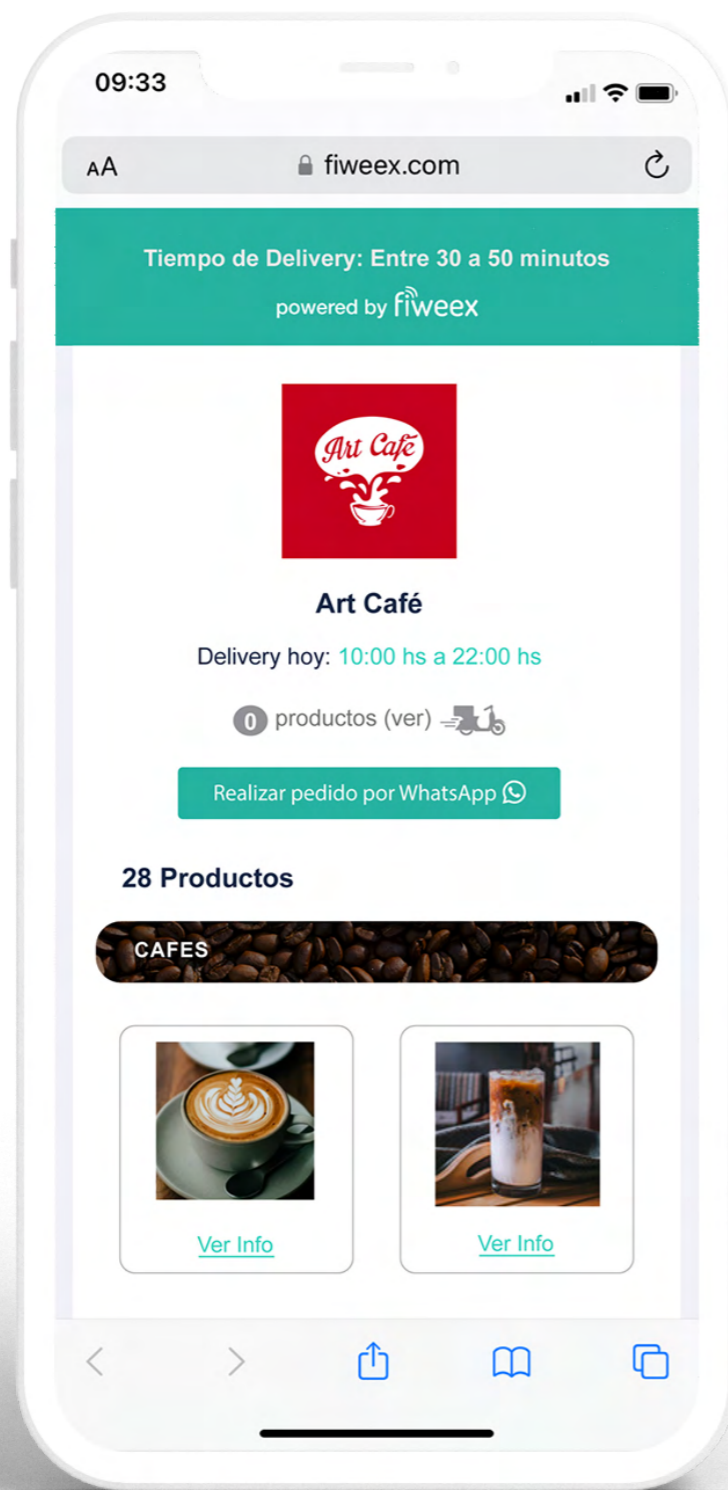 09:33
AA fiweex.com
Tiempo de Delivery: Entre 30 a 50 minutos
powered by fiweex
Art Café
Art Café
Delivery hoy: 10:00 hs a 22:00 hs
0 productos (ver)
Realizar pedido por WhatsApp
28 Productos
CAFES
Ver Info
Ver Info